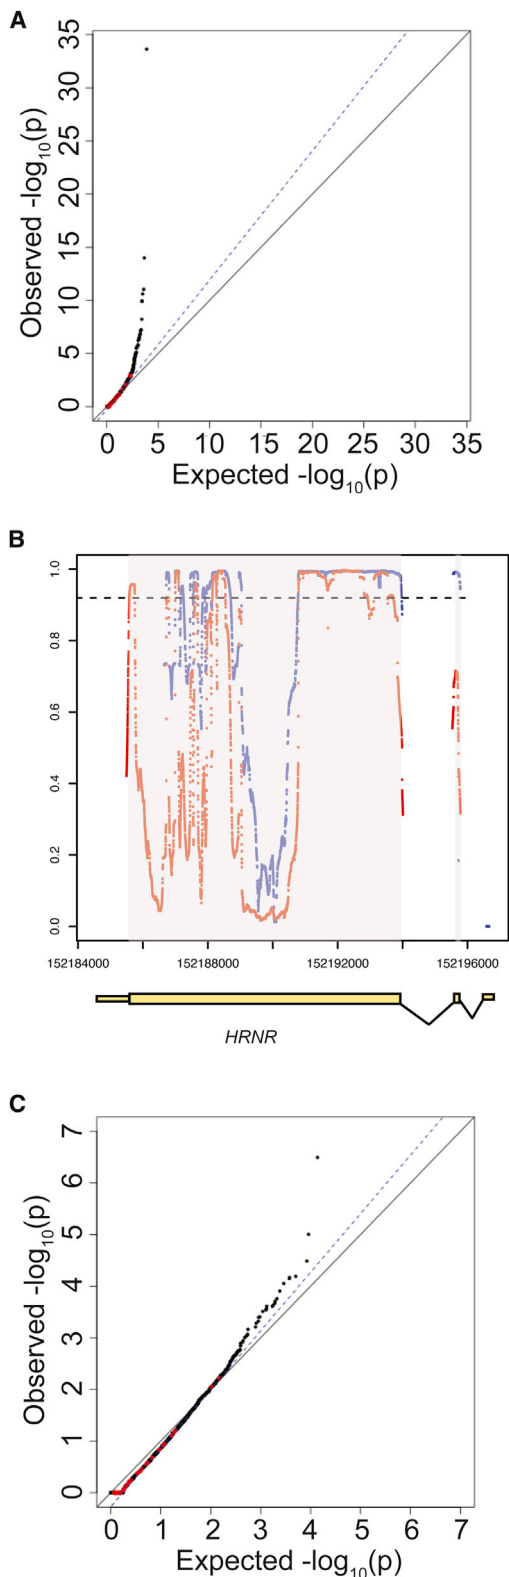 A
Observed -log10(p)
35
30
25
20
15
10
5
0
0 5 10 15 20 25 30 35
Expected -log10(p)
B
1.0
0.8
0.6
0.4
0.2
0.0
152184000 152188000 152192000 152196000
HRNR
C
Observed -log10(p)
7
6
5
4
3
2
1
0
0 1 2 3 4 5 6 7
Expected -log10(p)